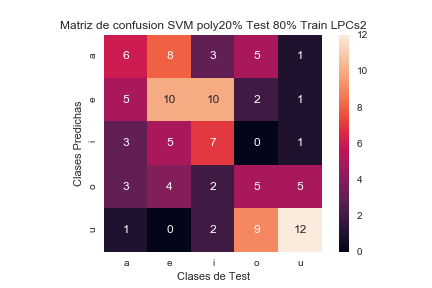 Matriz de confusion SVM poly20% Test 80% Train LPCs2
a 6 8 3 5 1
e 5 10 10 2 1
i 3 5 7 0 1
o 3 4 2 5 5
u 1 0 2 9 12
a e i o u
Clases de Test
Clases Predichas
12
10
8
6
4
2
0